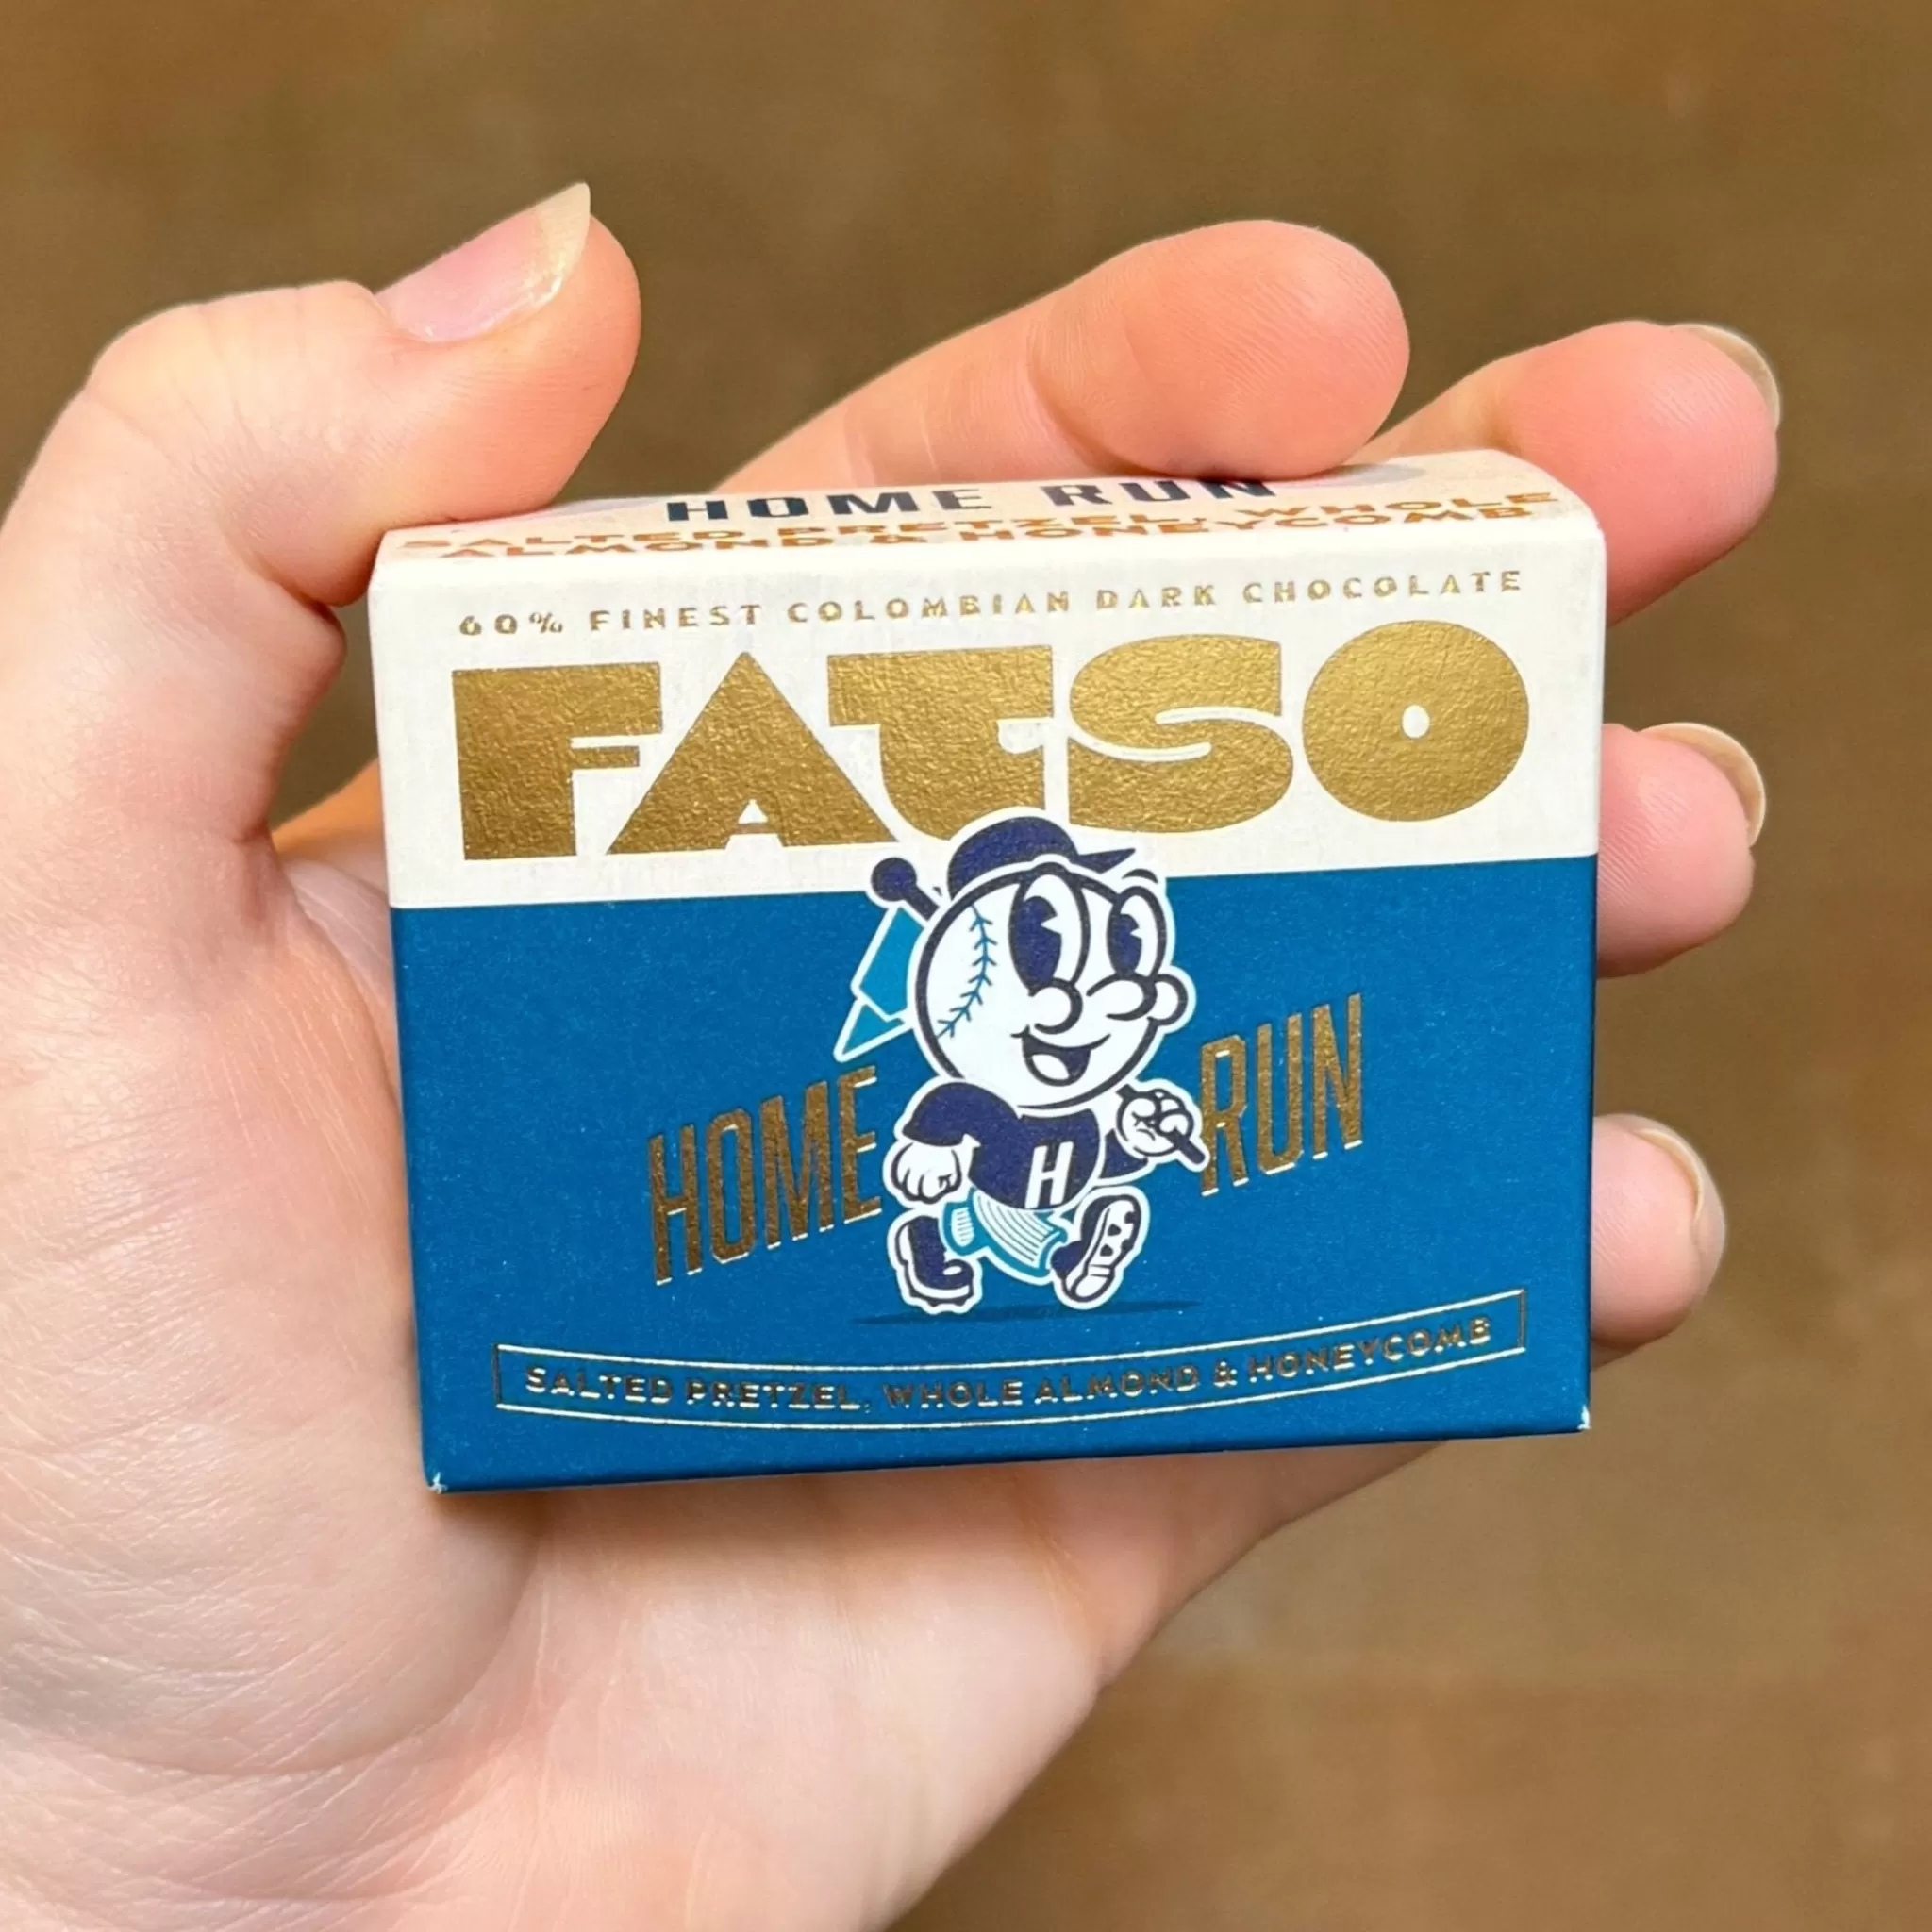 HOME RUN
SALTED PRETZEL, WHOLE
ALMOND & HONEYCOMB
60% FINEST COLOMBIAN DARK CHOCOLATE
FATSO
HOME RUN
H
SALTED PRETZEL, WHOLE ALMOND & HONEYCOMB